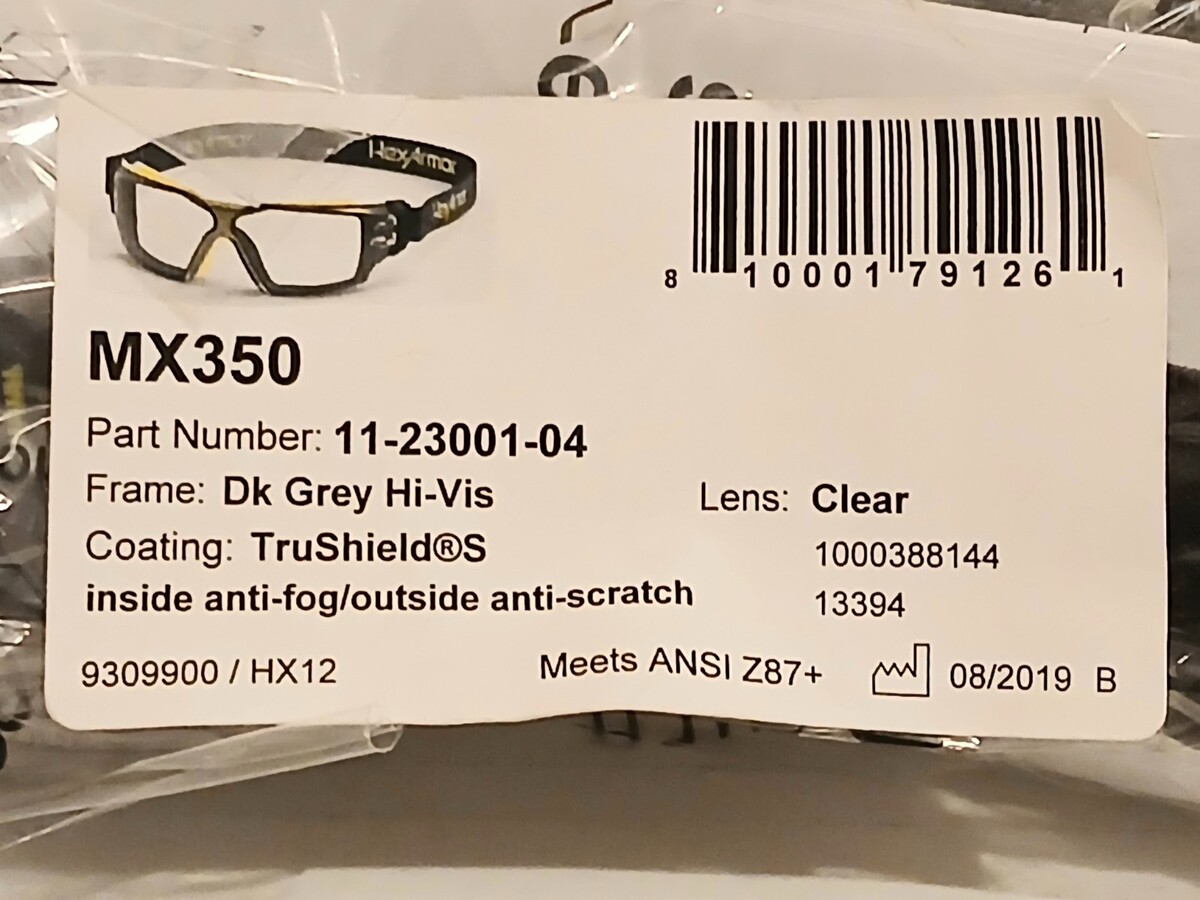 HexArmor
8 10001 79126 1
MX350
Part Number: 11-23001-04
Frame: Dk Grey Hi-Vis
Lens: Clear
Coating: TruShield®S
1000388144
inside anti-fog/outside anti-scratch
13394
9309900 / HX12
Meets ANSI Z87+
08/2019 B